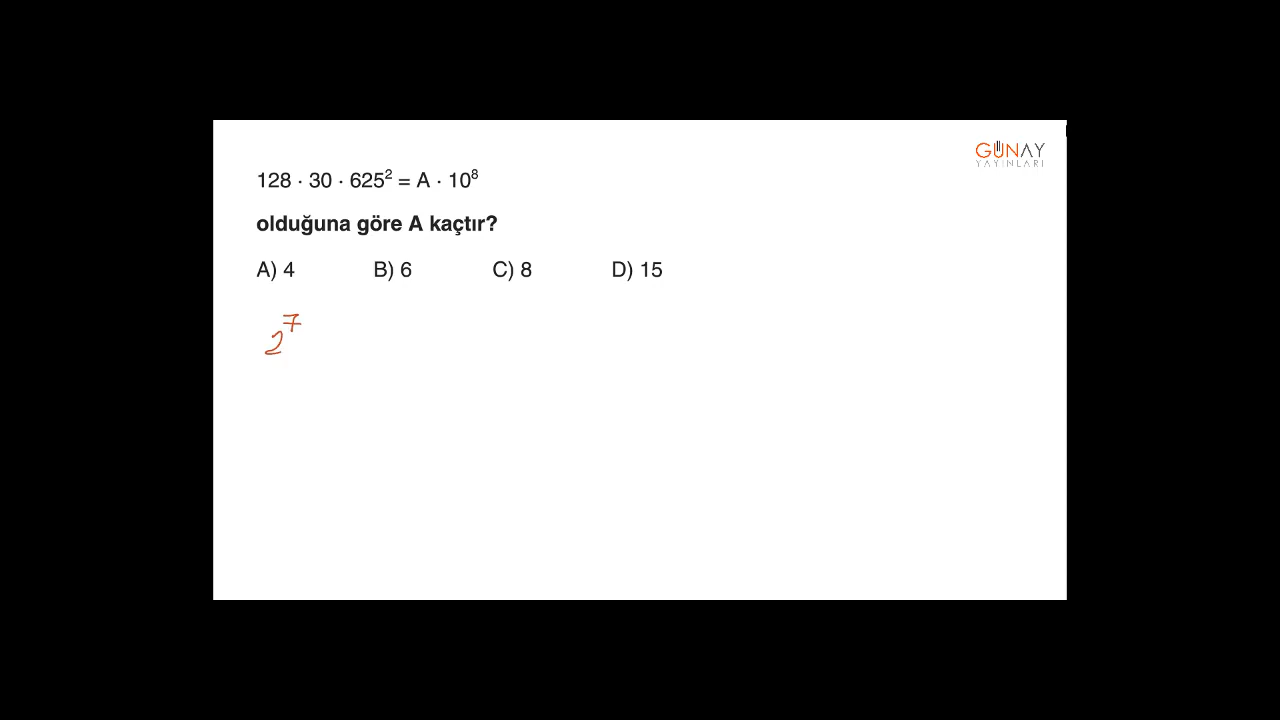 GÜNAY
YAYINLARI
128 · 30 · 625² = A · 10⁸
olduğuna göre A kaçtır?
A) 4 B) 6 C) 8 D) 15
2⁷